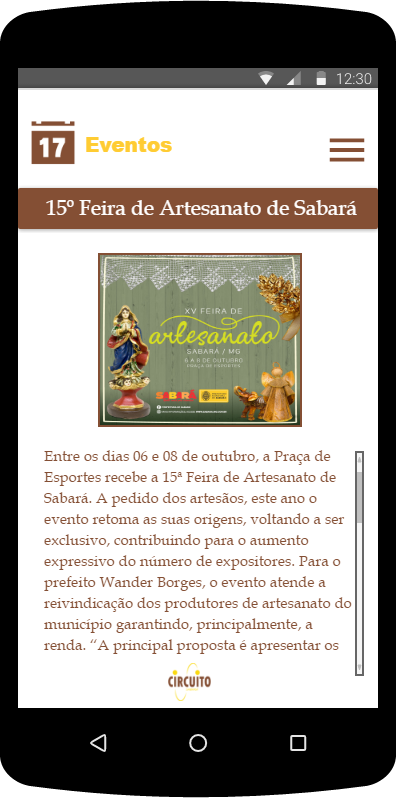 12:30
17 Eventos
15º Feira de Artesanato de Sabará
XV FEIRA DE
artesanato
SABARÁ / MG
6 A 8 DE OUTUBRO
PRAÇA DE ESPORTES
SABARÁ
Entre os dias 06 e 08 de outubro, a Praça de
Esportes recebe a 15ª Feira de Artesanato de
Sabará. A pedido dos artesãos, este ano o
evento retoma as suas origens, voltando a ser
exclusivo, contribuindo para o aumento
expressivo do número de expositores. Para o
prefeito Wander Borges, o evento atende a
reivindicação dos produtores de artesanato do
município garantindo, principalmente, a
renda. “A principal proposta é apresentar os
CIRCUITO